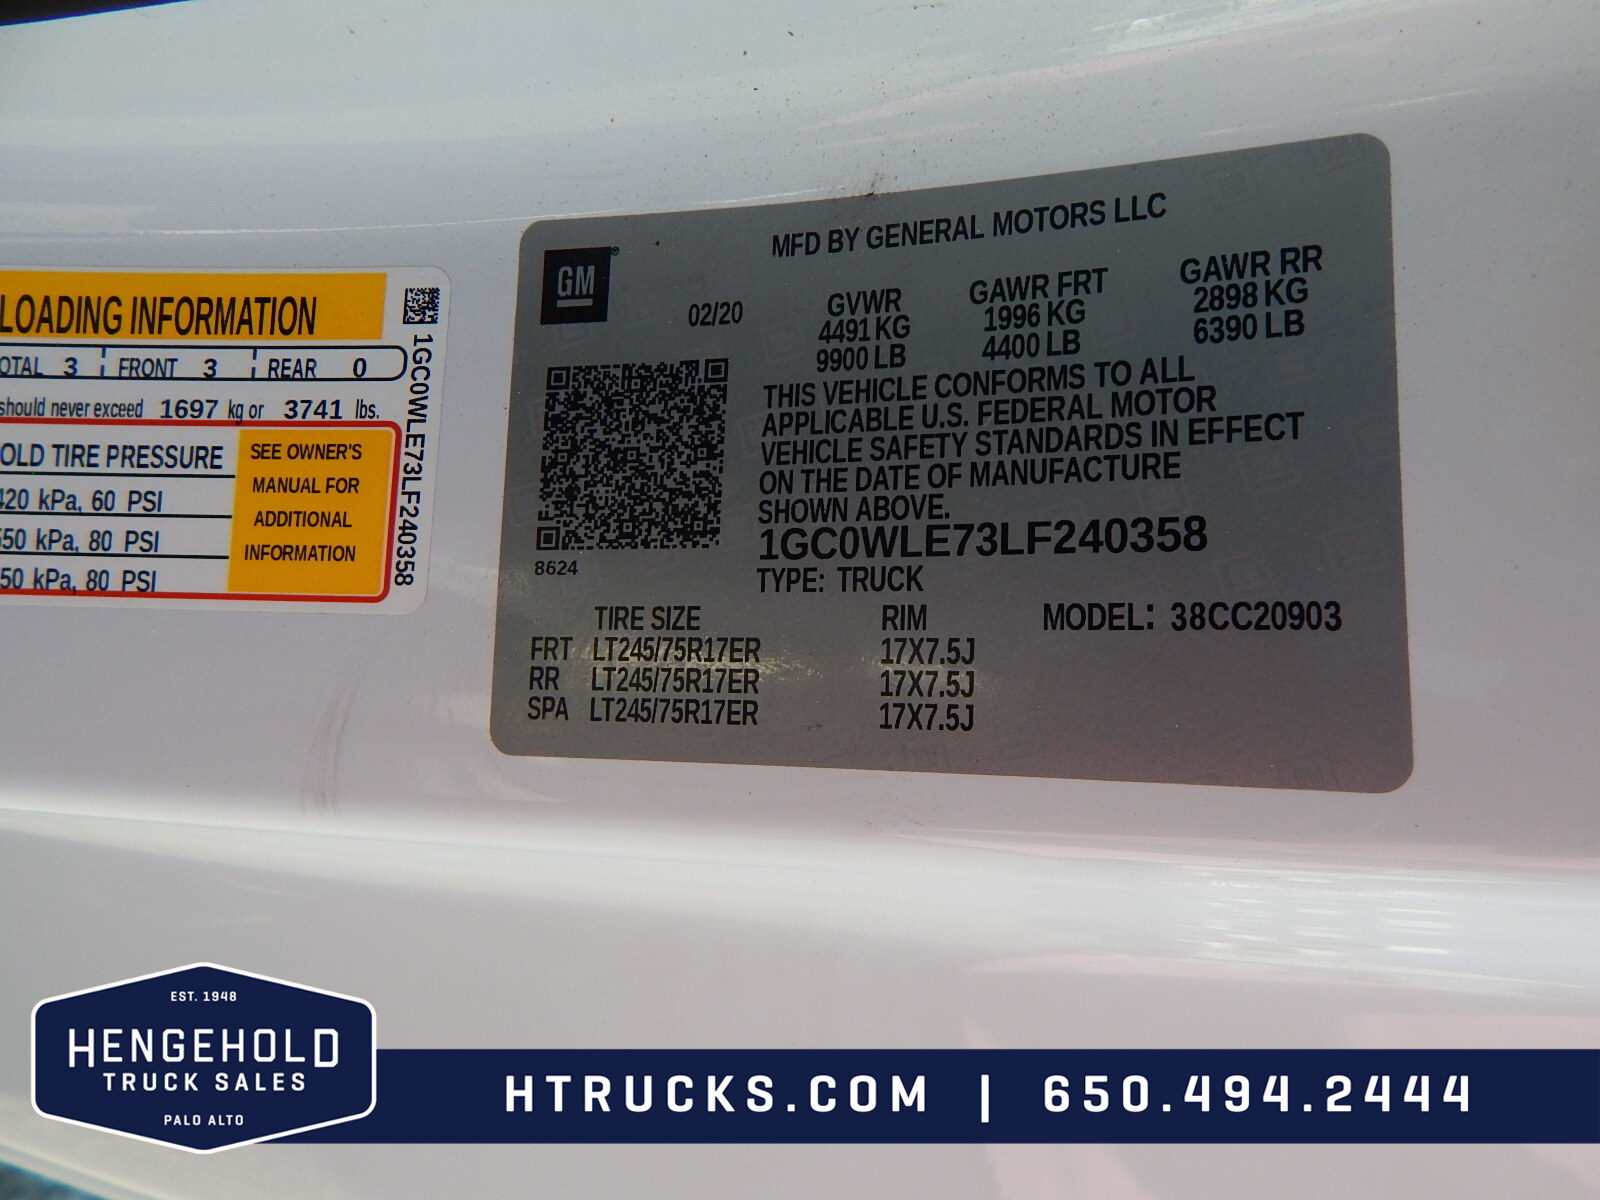 LOADING INFORMATION
OTAL 3 FRONT 3 REAR 0
should never exceed 1697 kg or 3741 lbs.
OLD TIRE PRESSURE
420 kPa, 60 PSI
550 kPa, 80 PSI
50 kPa, 80 PSI
SEE OWNER'S
MANUAL FOR
ADDITIONAL
INFORMATION
1GC0WLE73LF240358
GM
MFD BY GENERAL MOTORS LLC
02/20
GVWR
4491 KG
9900 LB
GAWR FRT
1996 KG
4400 LB
GAWR RR
2898 KG
6390 LB
THIS VEHICLE CONFORMS TO ALL
APPLICABLE U.S. FEDERAL MOTOR
VEHICLE SAFETY STANDARDS IN EFFECT
ON THE DATE OF MANUFACTURE
SHOWN ABOVE.
1GC0WLE73LF240358
8624
TYPE: TRUCK
TIRE SIZE RIM MODEL: 38CC20903
FRT LT245/75R17ER 17X7.5J
RR LT245/75R17ER 17X7.5J
SPA LT245/75R17ER 17X7.5J
EST. 1948
HENGEHOLD
TRUCK SALES
PALO ALTO
HTRUCKS.COM | 650.494.2444